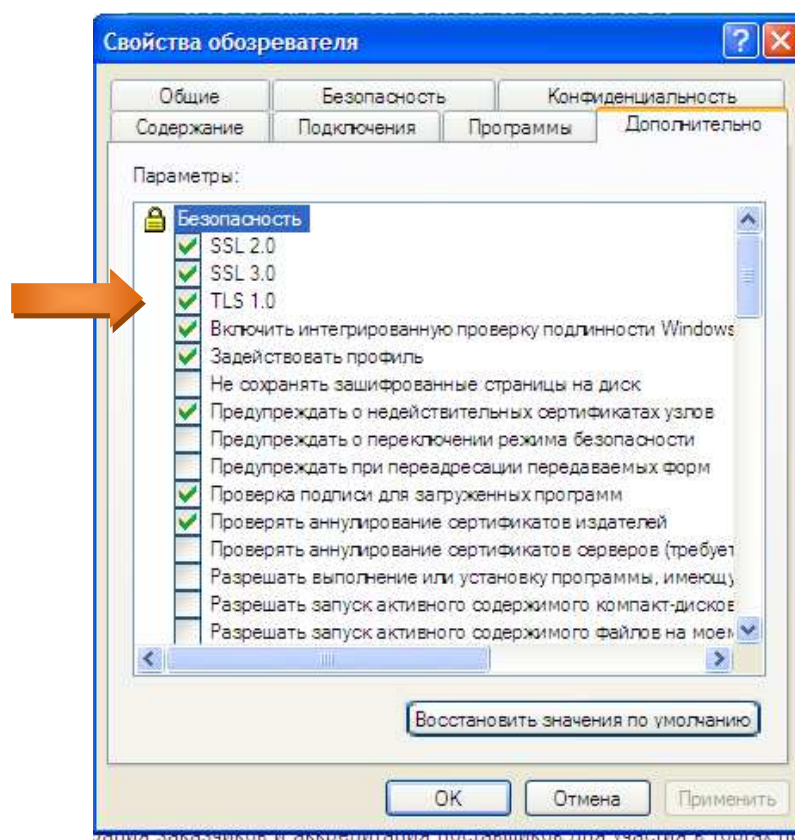 Свойства обозревателя
Общие Безопасность Конфиденциальность
Содержание Подключения Программы Дополнительно
Параметры:
Безопасность
SSL 2.0
SSL 3.0
TLS 1.0
Включить интегрированную проверку подлинности Windows
Задействовать профиль
Не сохранять зашифрованные страницы на диск
Предупреждать о недействительных сертификатах узлов
Предупреждать о переключении режима безопасности
Предупреждать при переадресации передаваемых форм
Проверка подписи для загруженных программ
Проверять аннулирование сертификатов издателей
Проверять аннулирование сертификатов серверов (требует
Разрешать выполнение или установку программы, имеющу
Разрешать запуск активного содержимого компакт-дисков
Разрешать запуск активного содержимого файлов на моем
Восстановить значения по умолчанию
OK Отмена Применить